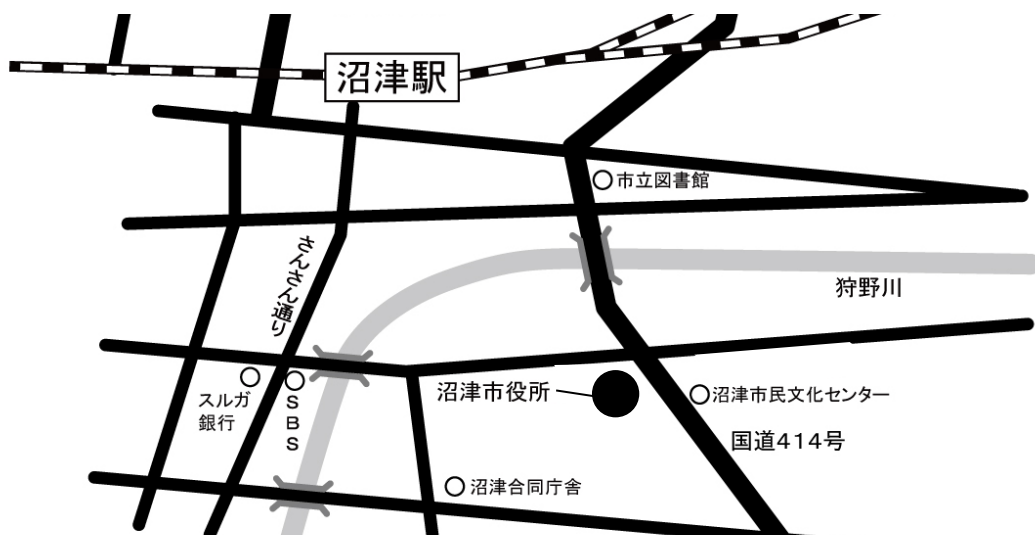 沼津駅
市立図書館
さんさん通り
狩野川
スルガ
銀行
SBS
沼津市役所
沼津市民文化センター
国道414号
沼津合同庁舎